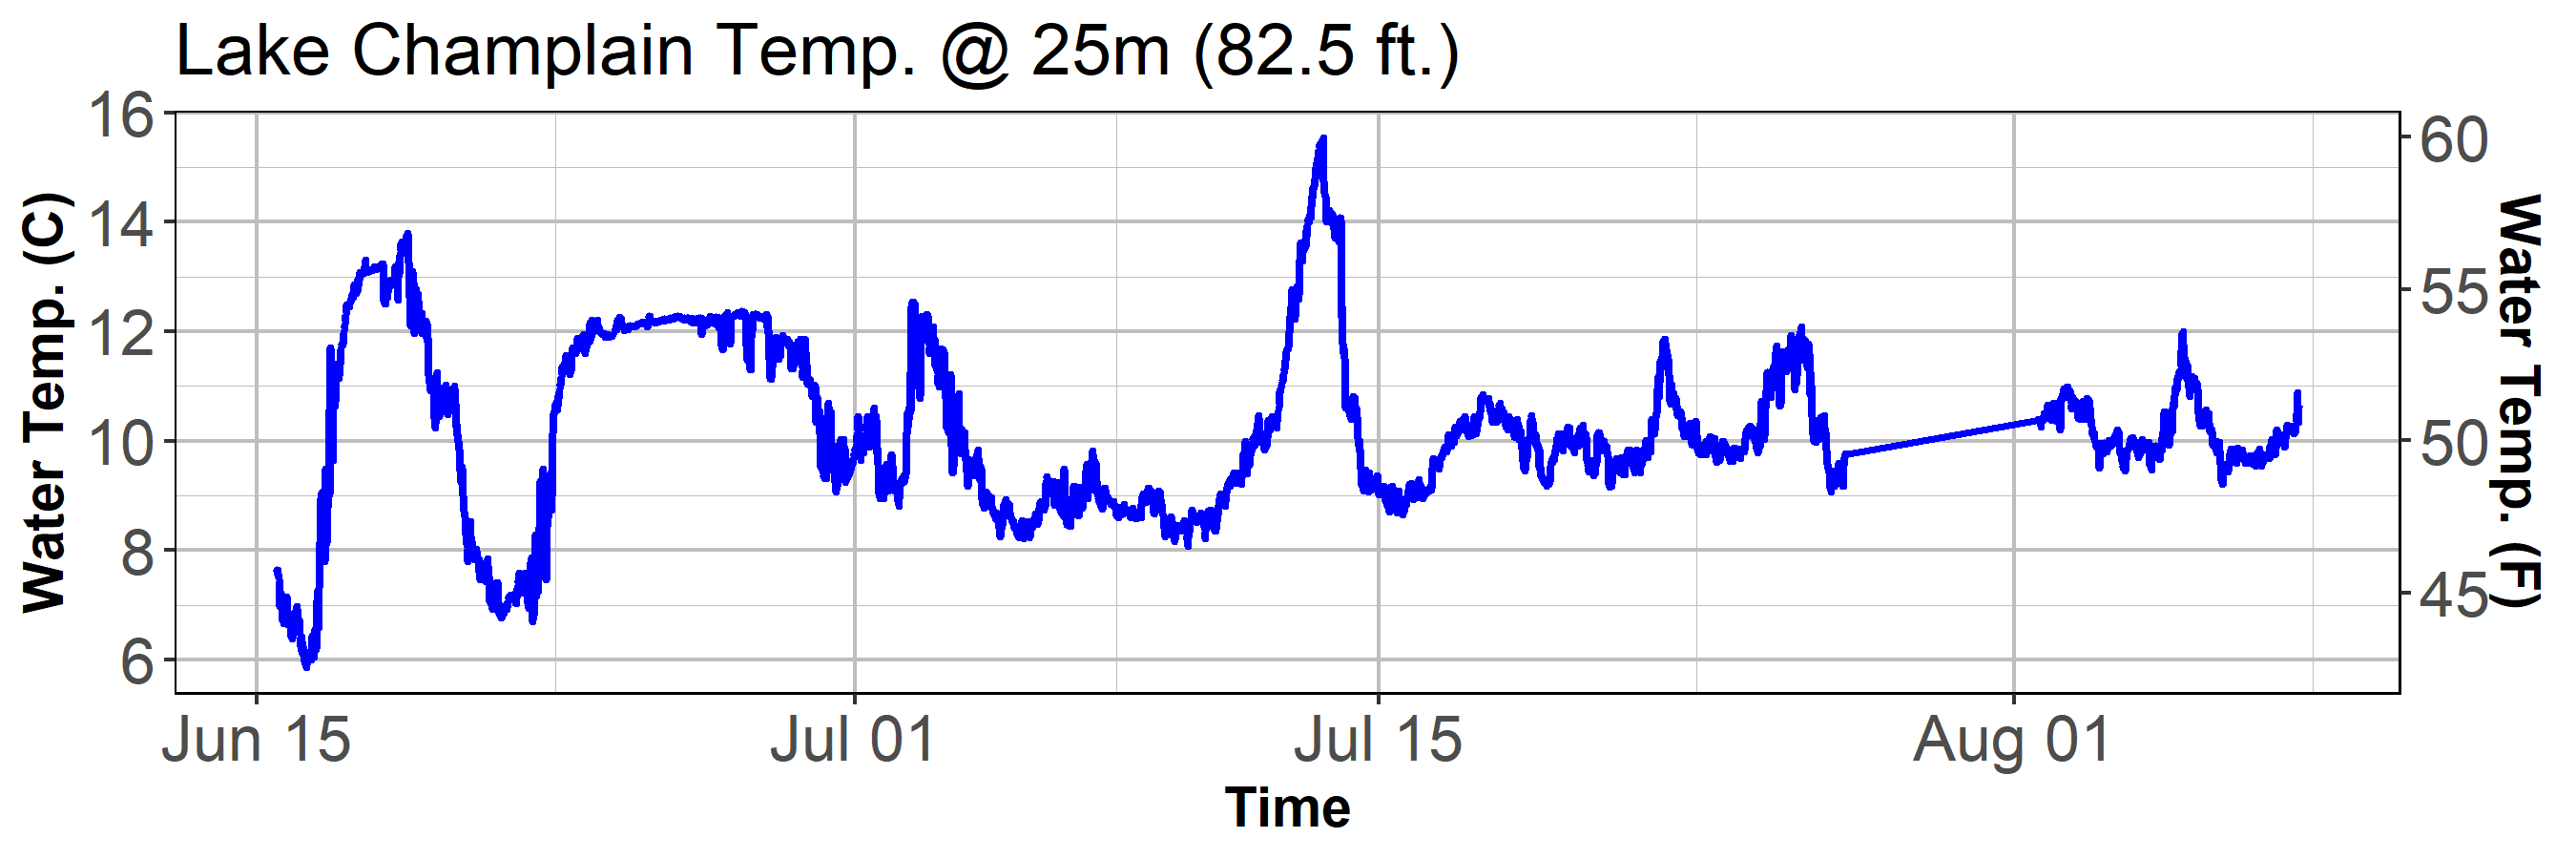 Lake Champlain Temp. @ 25m (82.5 ft.)
16
14
12
10
8
6
Water Temp. (C)
60
55
50
45
Water Temp. (F)
Jun 15
Jul 01
Jul 15
Aug 01
Time